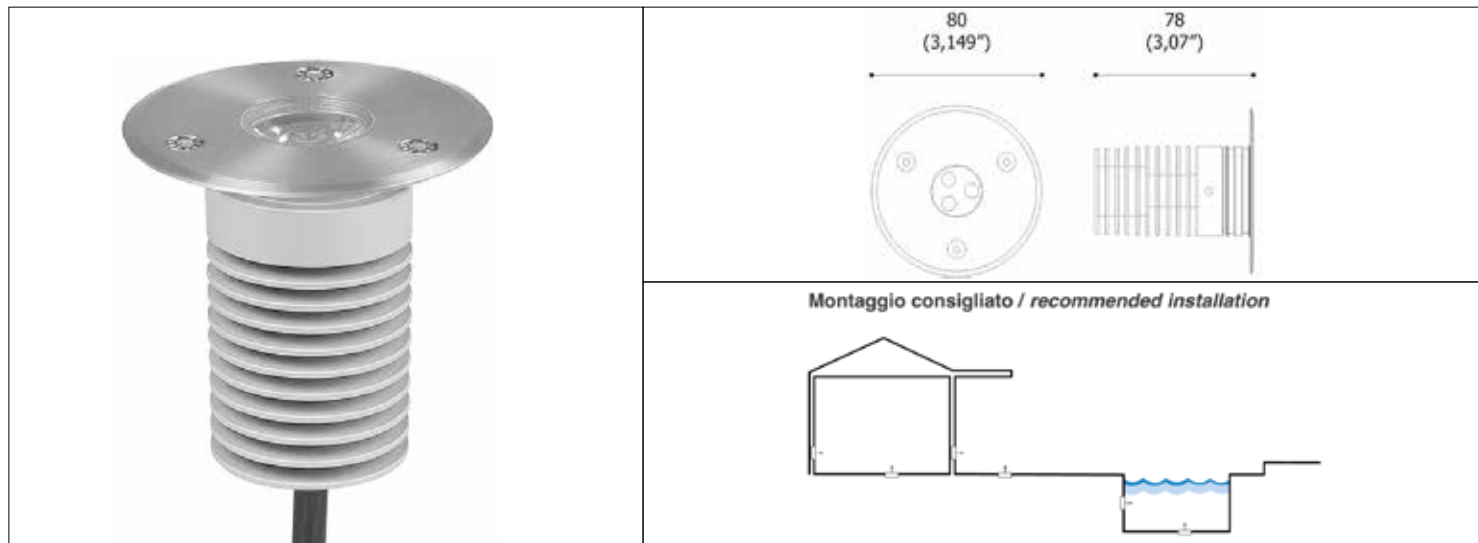 80
(3,149″)
78
(3,07″)
Montaggio consigliato / recommended installation